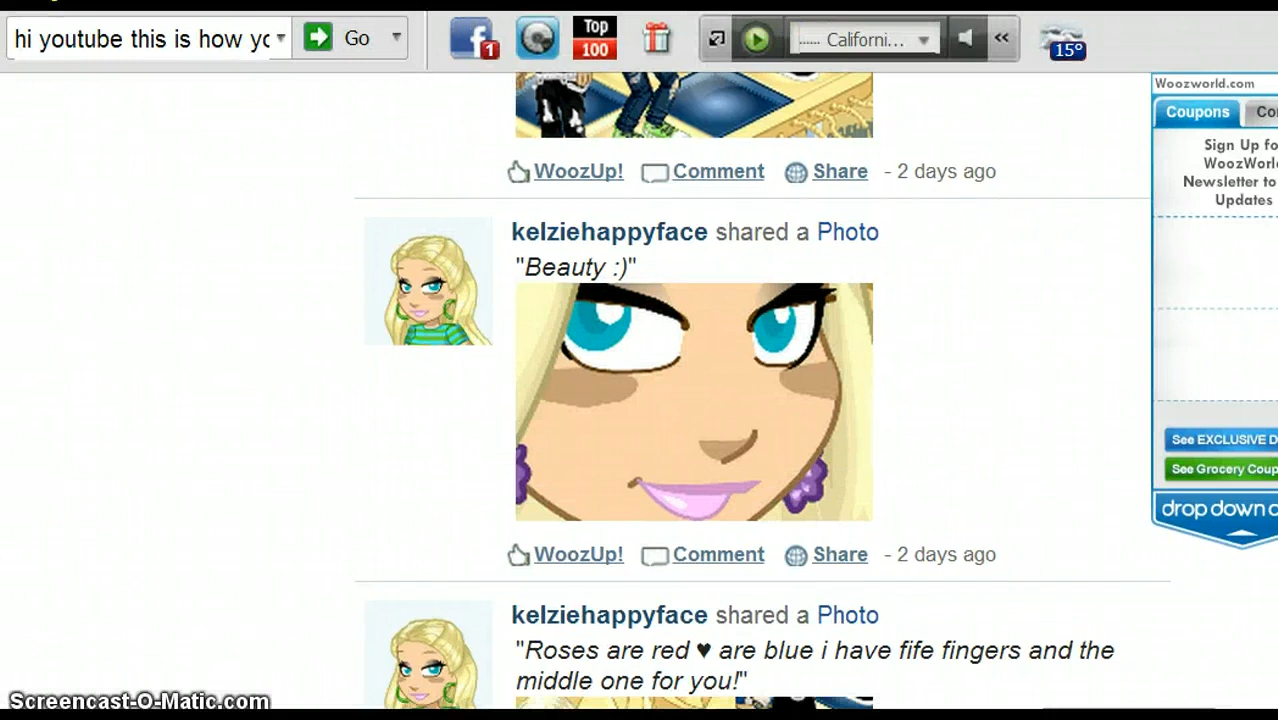 hi youtube this is how yo
Go
1
Top
100
...... Californi...
<<
15°
Woozworld.com
Coupons
Sign Up fo
WoozWorl
Newsletter to
Updates
WoozUp! Comment Share - 2 days ago
kelziehappyface shared a Photo
"Beauty :)"
See EXCLUSIVE D
See Grocery Coup
drop down
WoozUp! Comment Share - 2 days ago
kelziehappyface shared a Photo
"Roses are red ♥ are blue i have fife fingers and the
middle one for you!"
Screencast-O-Matic.com